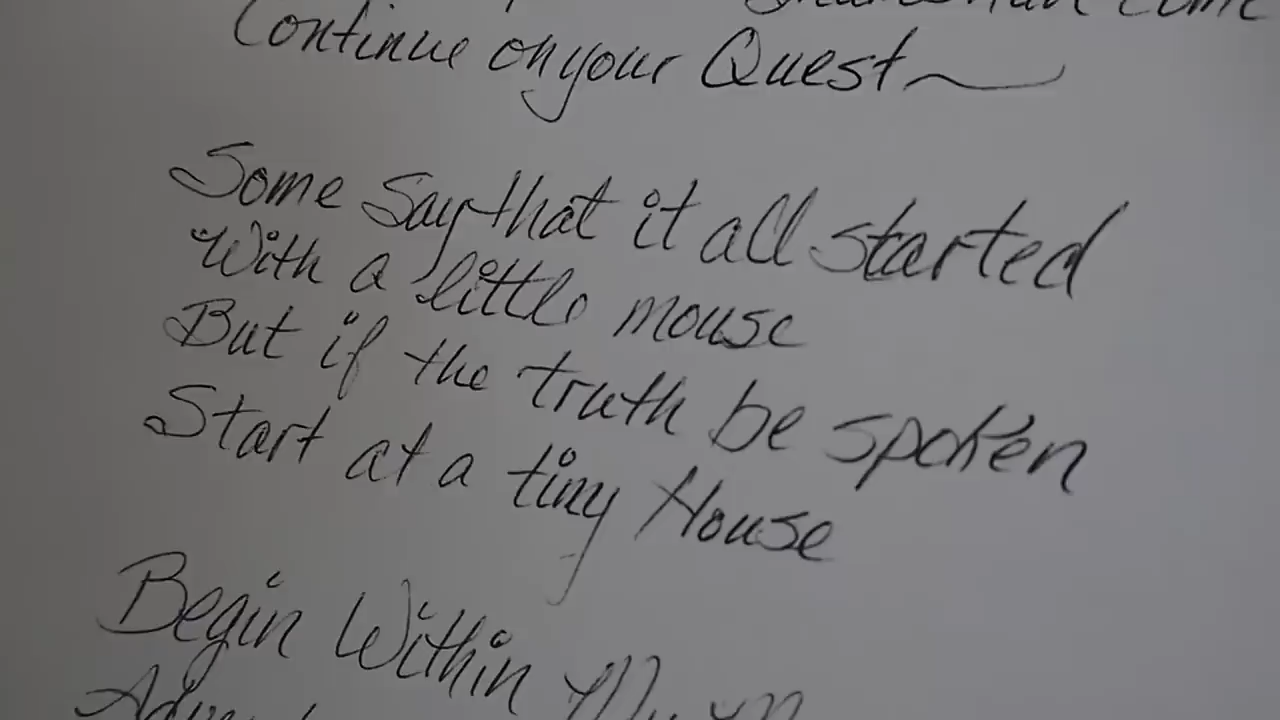 Continue on your Quest
Some Say that it all started
With a little mouse
But if the truth be spoken
Start at a tiny House
Begin Within